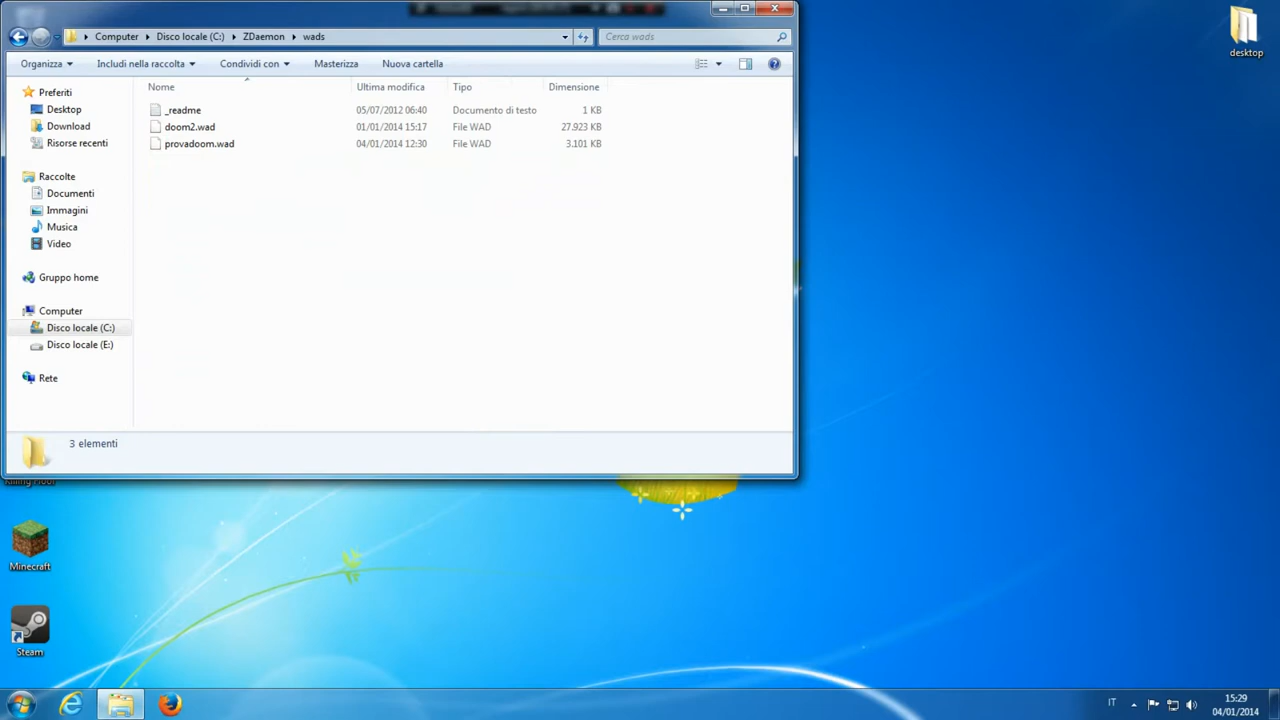 Computer Disco locale (C:) ZDaemon wads Cerca wads
Organizza Includi nella raccolta Condividi con Masterizza Nuova cartella
Nome Ultima modifica Tipo Dimensione
_readme 05/07/2012 06:40 Documento di testo 1 KB
doom2.wad 01/01/2014 15:17 File WAD 27.923 KB
provadoom.wad 04/01/2014 12:30 File WAD 3.101 KB
Preferiti
Desktop
Download
Risorse recenti
Raccolte
Documenti
Immagini
Musica
Video
Gruppo home
Computer
Disco locale (C:)
Disco locale (E:)
Rete
3 elementi
desktop
Killing Floor
Minecraft
Steam
IT
15:29
04/01/2014